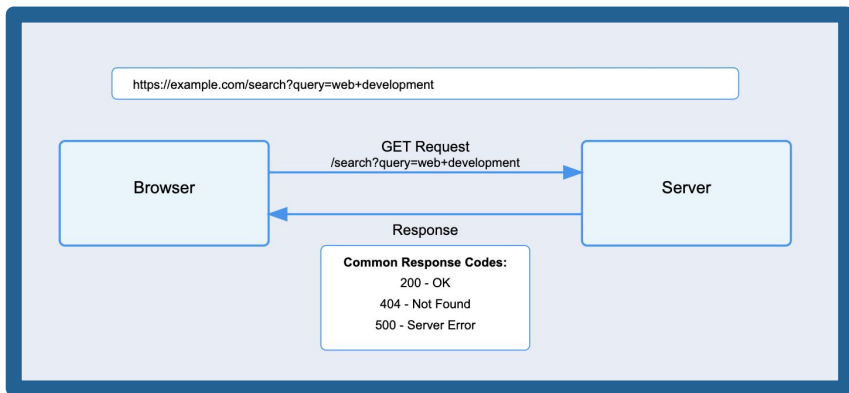 https://example.com/search?query=web+development
GET Request
/search?query=web+development
Browser
Server
Response
Common Response Codes:
200 - OK
404 - Not Found
500 - Server Error